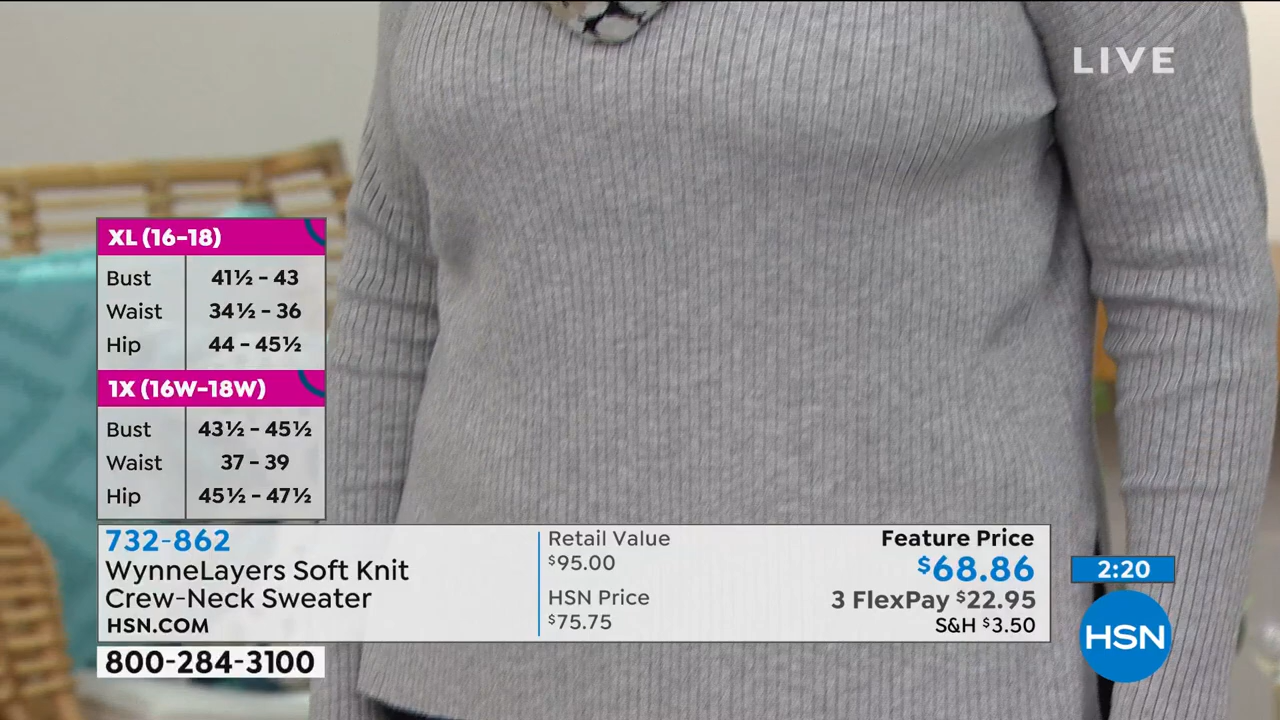 LIVE
XL (16–18)
Bust 41½ – 43
Waist 34½ – 36
Hip 44 – 45½
1X (16W–18W)
Bust 43½ – 45½
Waist 37 – 39
Hip 45½ – 47½
732-862
WynneLayers Soft Knit
Crew-Neck Sweater
HSN.COM
Retail Value
$95.00
HSN Price
$75.75
Feature Price
$68.86
3 FlexPay $22.95
S&H $3.50
2:20
HSN
800-284-3100